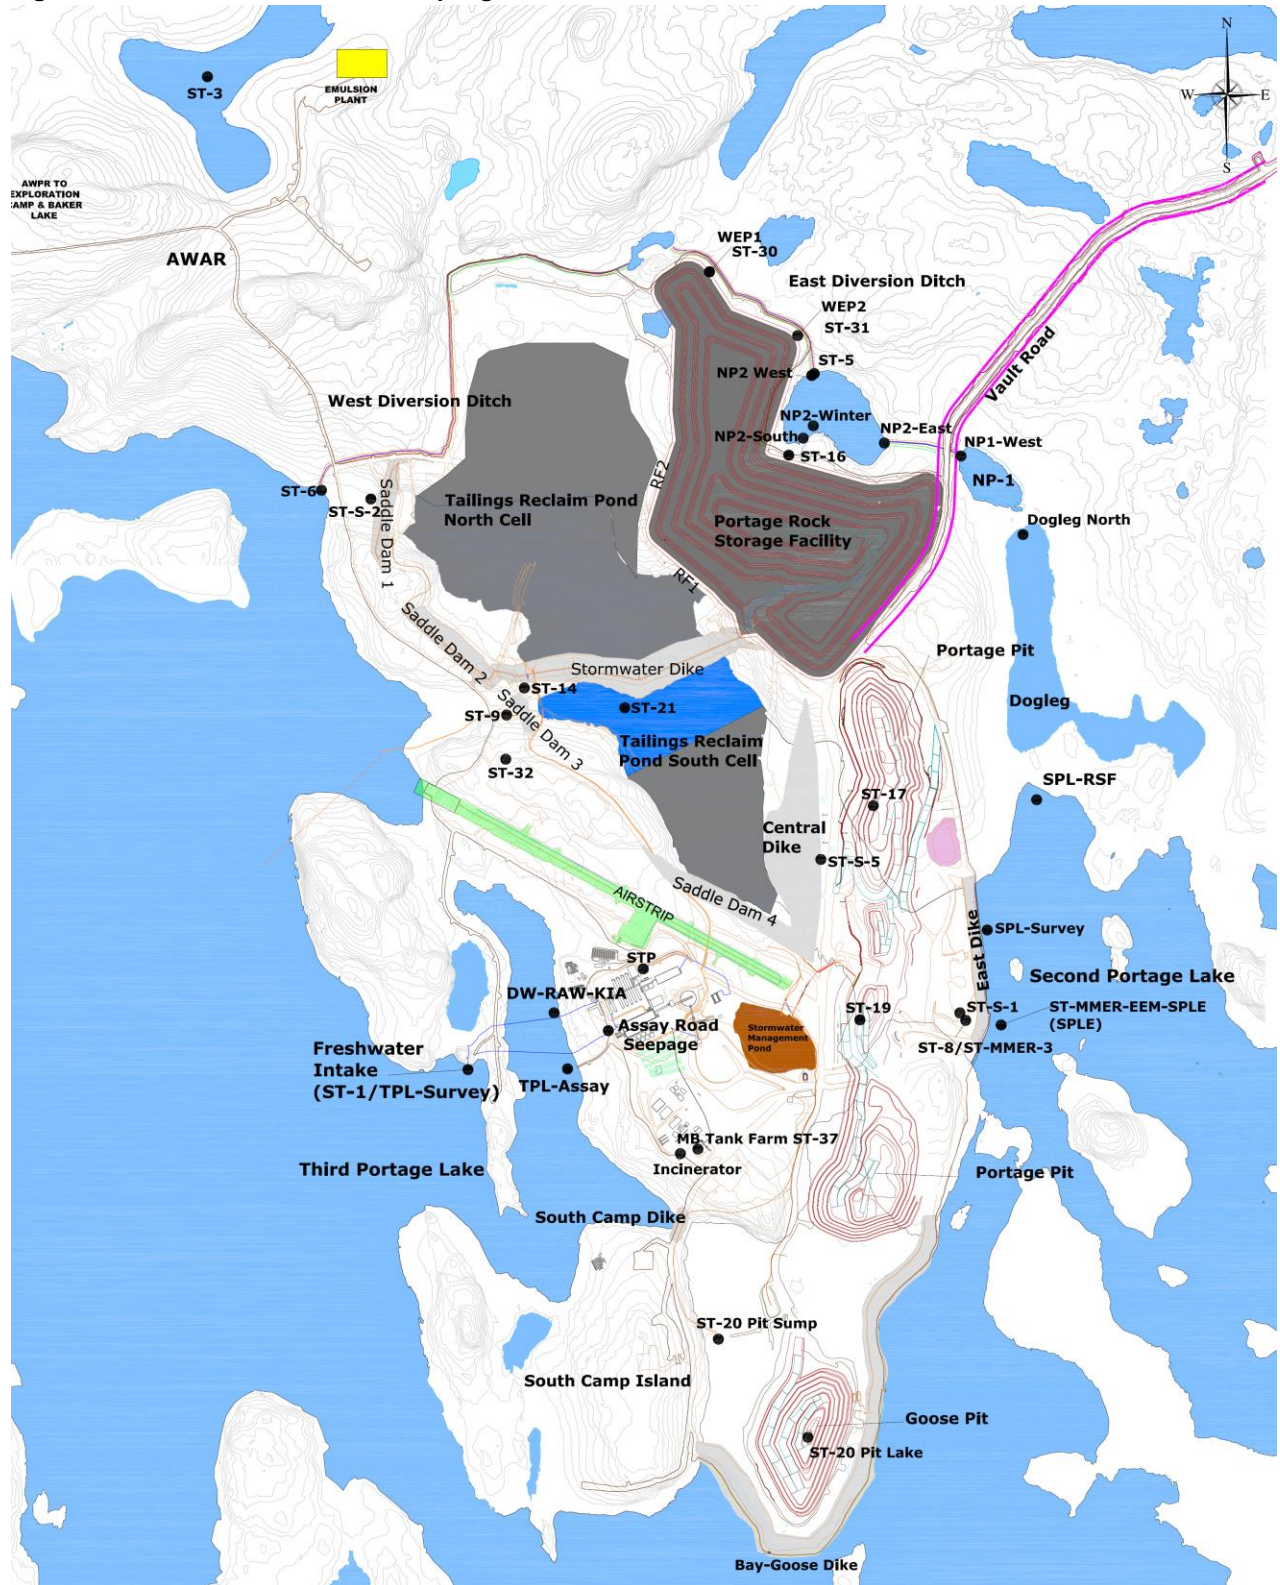 N
W
E
S
ST-3
EMULSION
PLANT
AWPR TO
EXPLORATION
CAMP & BAKER
LAKE
AWAR
WEP1
ST-30
East Diversion Ditch
WEP2
ST-31
Vault Road
NP2 West
ST-5
West Diversion Ditch
NP2-Winter
NP2-South
NP2-East
NP1-West
ST-16
NP-1
RF2
ST-6
ST-S-2
Saddle Dam 1
Tailings Reclaim Pond
North Cell
Portage Rock
Storage Facility
Dogleg North
RF1
Saddle Dam 2
Stormwater Dike
Portage Pit
ST-14
Dogleg
ST-9
Saddle Dam 3
ST-21
Tailings Reclaim
Pond South Cell
ST-32
SPL-RSF
ST-17
Central
Dike
ST-S-5
AIRSTRIP
Saddle Dam 4
East Dike
SPL-Survey
STP
Second Portage Lake
DW-RAW-KIA
Assay Road
Seepage
Stormwater
Management
Pond
ST-19
ST-S-1
ST-MMER-EEM-SPLE
(SPLE)
ST-8/ST-MMER-3
Freshwater
Intake
(ST-1/TPL-Survey)
TPL-Assay
MB Tank Farm ST-37
Incinerator
Third Portage Lake
Portage Pit
South Camp Dike
ST-20 Pit Sump
South Camp Island
Goose Pit
ST-20 Pit Lake
Bay-Goose Dike